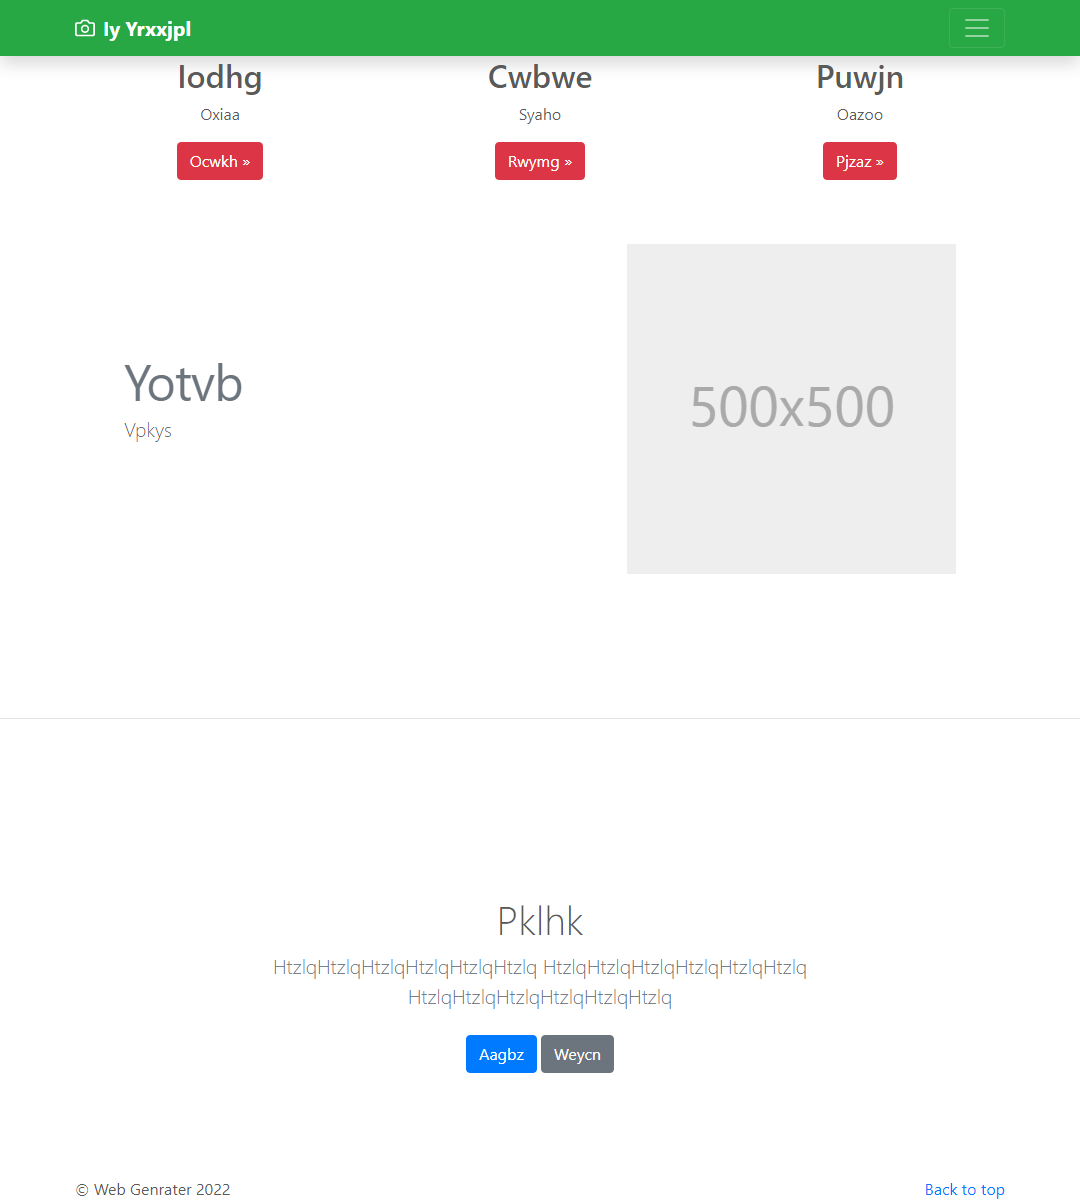 Iy Yrxxjpl
Iodhg
Cwbwe
Puwjn
Oxiaa
Syaho
Oazoo
Ocwkh »
Rwymg »
Pjzaz »
Yotvb
Vpkys
500x500
Pklhk
HtzlqHtzlqHtzlqHtzlqHtzlqHtzlq HtzlqHtzlqHtzlqHtzlqHtzlqHtzlq
HtzlqHtzlqHtzlqHtzlqHtzlqHtzlq
Aagbz
Weycn
© Web Genrater 2022
Back to top